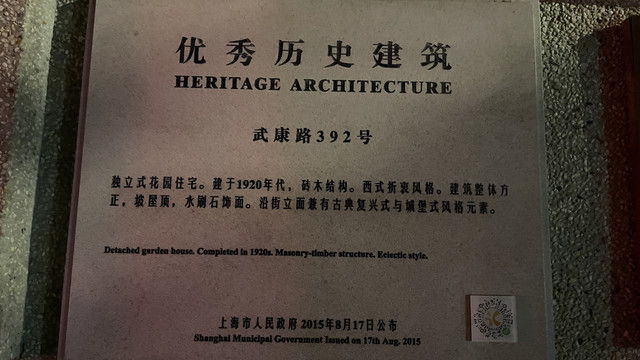 优秀历史建筑
HERITAGE ARCHITECTURE
武康路392号
独立式花园住宅。建于1920年代，砖木结构。西式折衷风格。建筑整体方
正，坡屋顶，水刷石饰面。沿街立面兼有古典复兴式与城堡式风格元素。
Detached garden house. Completed in 1920s. Masonry-timber structure. Eclectic style.
上海市人民政府 2015年8月17日公布
Shanghai Municipal Government Issued on 17th Aug. 2015